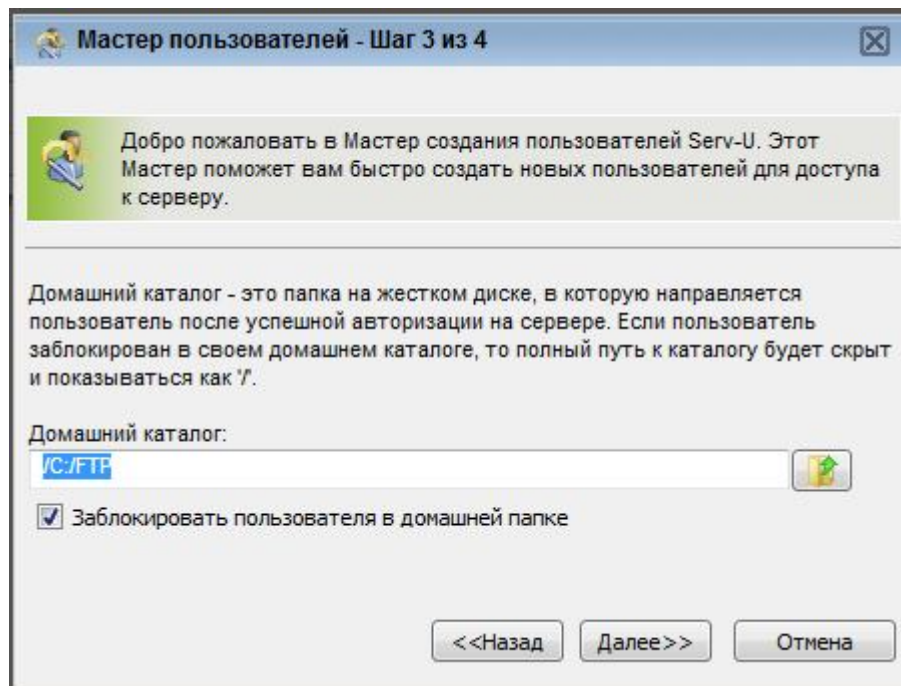 Мастер пользователей - Шаг 3 из 4
Добро пожаловать в Мастер создания пользователей Serv-U. Этот
Мастер поможет вам быстро создать новых пользователей для доступа
к серверу.
Домашний каталог - это папка на жестком диске, в которую направляется
пользователь после успешной авторизации на сервере. Если пользователь
заблокирован в своем домашнем каталоге, то полный путь к каталогу будет скрыт
и показываться как '/'.
Домашний каталог:
/C:/FTP
Заблокировать пользователя в домашней папке
<<Назад Далее>> Отмена